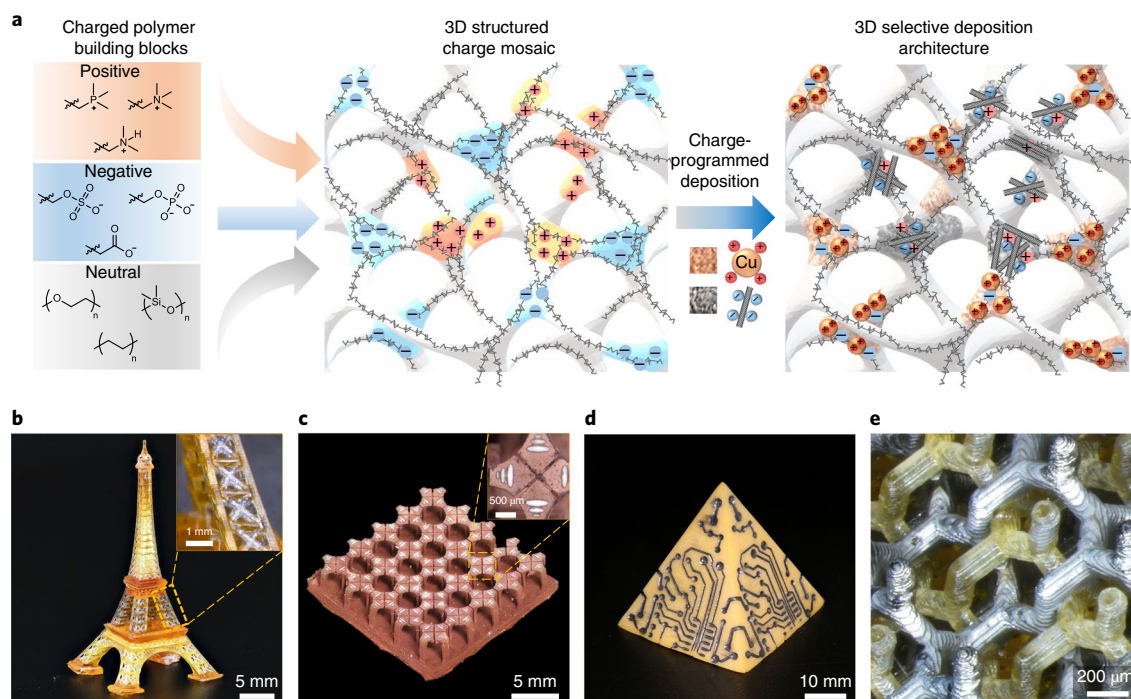 a
Charged polymer
building blocks
Positive
P
+
N
+
N
H
+
Negative
O
S
O
O
O⁻
O
P
O
O⁻
O⁻
O
O⁻
Neutral
O
n
Si
O
n
n
3D structured
charge mosaic
Charge-
programmed
deposition
Cu
3D selective deposition
architecture
b
1 mm
5 mm
c
500 μm
5 mm
d
10 mm
e
200 μm